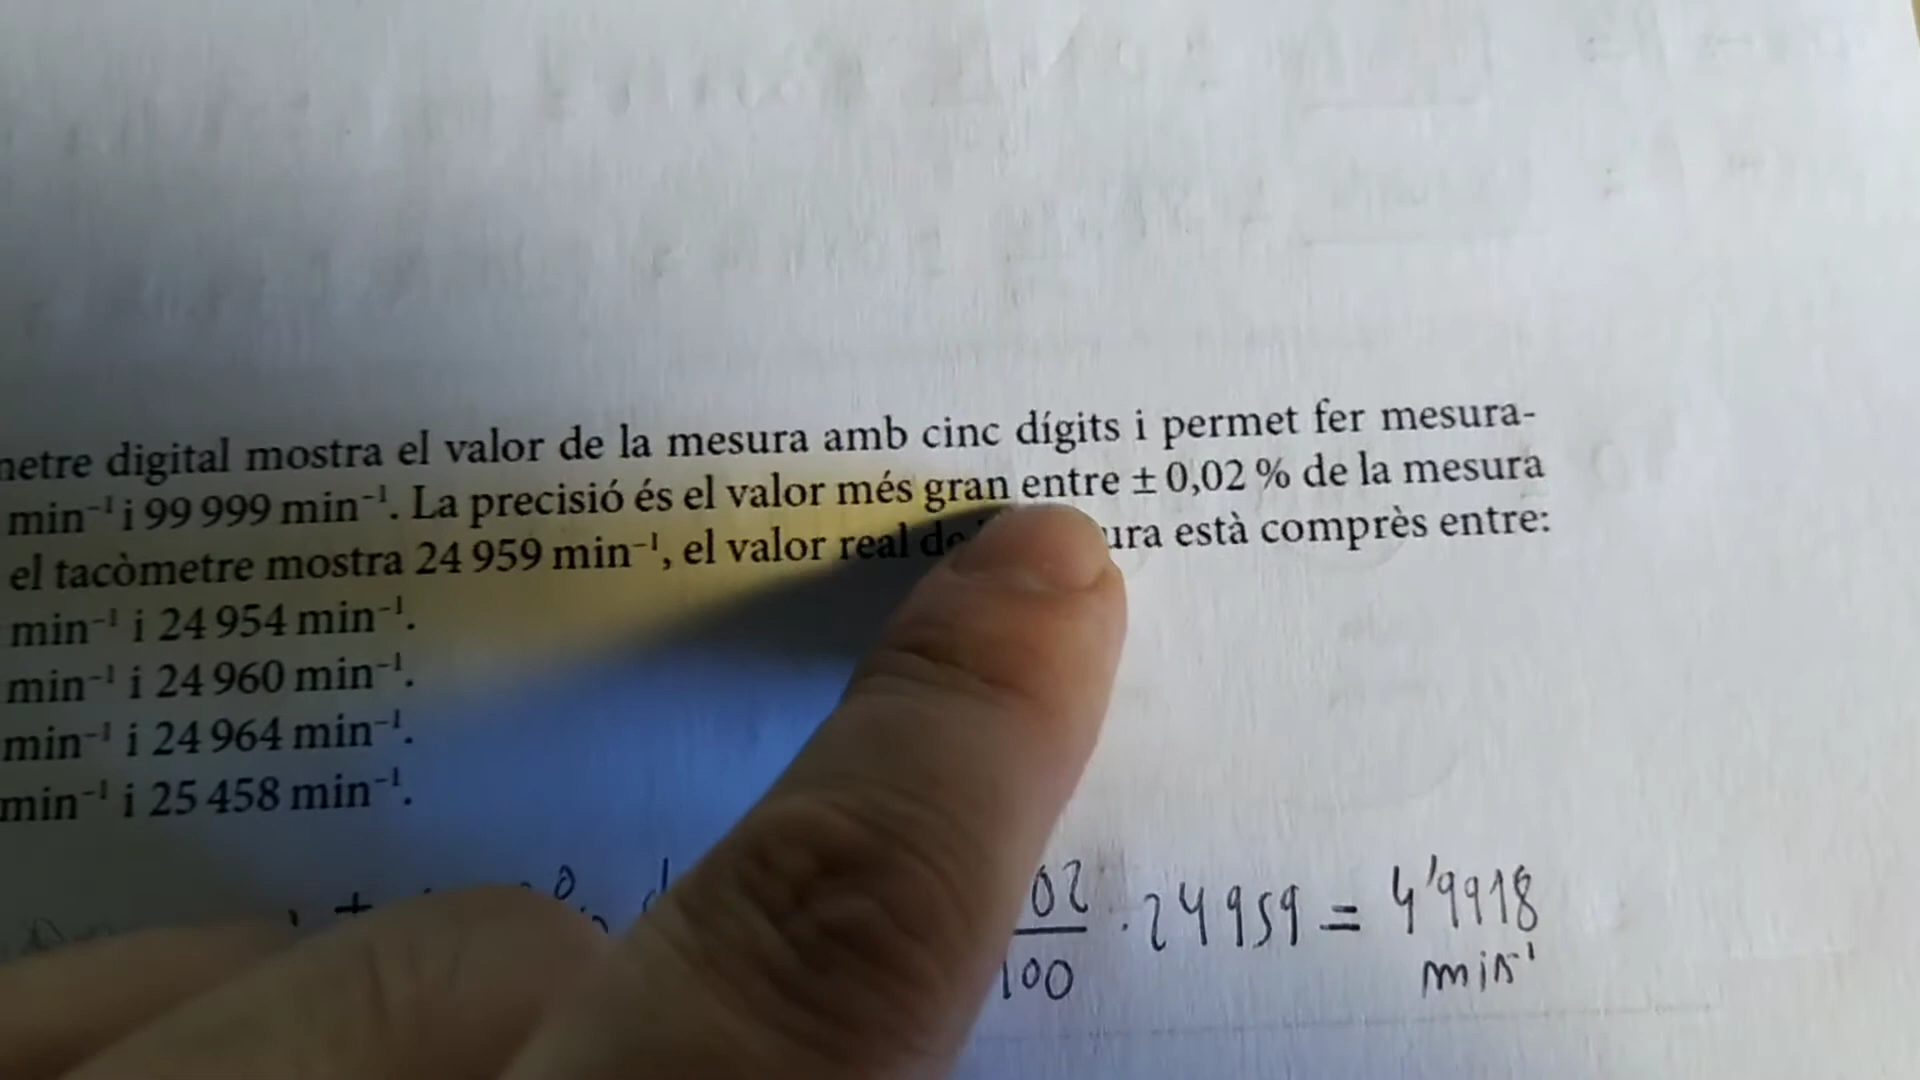 digital mostra el valor de la mesura amb cinc dígits i permet fer mesura-
min⁻¹ i 99 999 min⁻¹. La precisió és el valor més gran entre ± 0,02 % de la mesura
el tacòmetre mostra 24 959 min⁻¹, el valor real està comprès entre:
min⁻¹ i 24 954 min⁻¹.
min⁻¹ i 24 960 min⁻¹.
min⁻¹ i 24 964 min⁻¹.
min⁻¹ i 25 458 min⁻¹.
02/100 · 24959 = 4'9918
min⁻¹